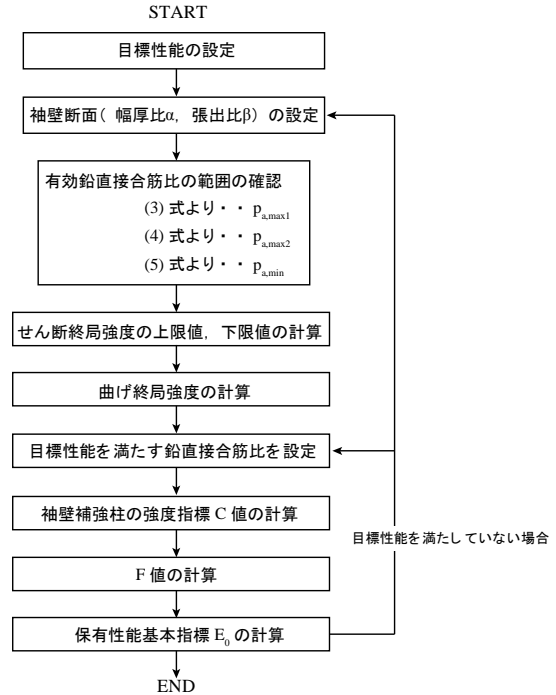 START
目標性能の設定
袖壁断面( 幅厚比α, 張出比β) の設定
有効鉛直接合筋比の範囲の確認
(3) 式より・・ p_{a,max1}
(4) 式より・・ p_{a,max2}
(5) 式より・・ p_{a,min}
せん断終局強度の上限値, 下限値の計算
曲げ終局強度の計算
目標性能を満たす鉛直接合筋比を設定
袖壁補強柱の強度指標 C 値の計算
目標性能を満たしていない場合
F 値の計算
保有性能基本指標 E_0 の計算
END